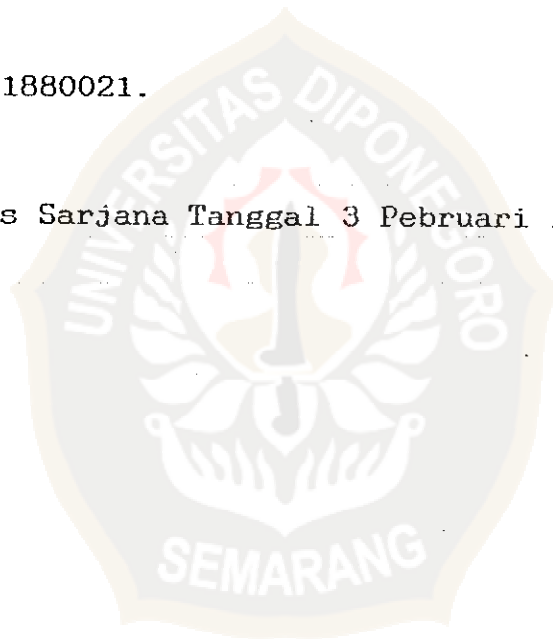 1880021.
s Sarjana Tanggal 3 Pebruari
UNIVERSITAS DIPONEGORO
SEMARANG